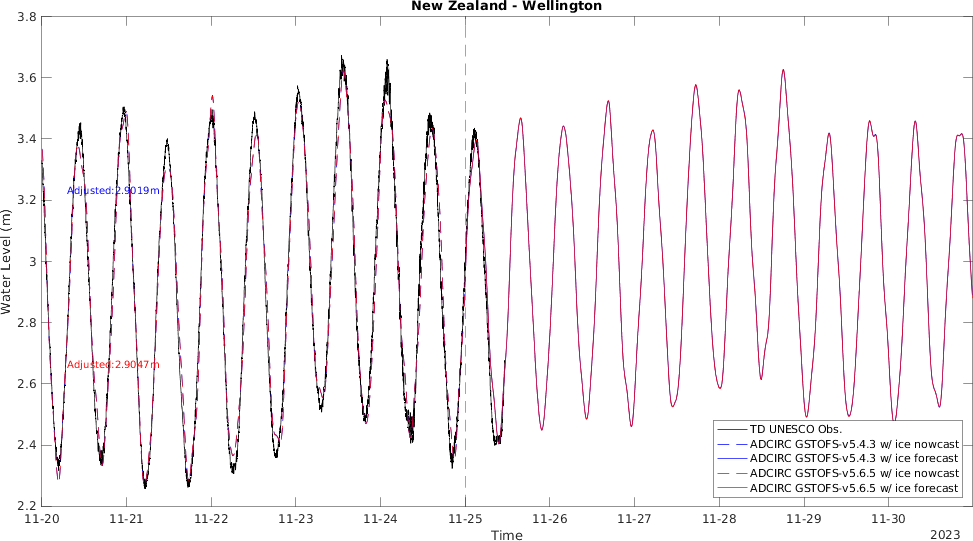 New Zealand - Wellington
3.8
3.6
3.4
3.2
3
2.8
2.6
2.4
2.2
Water Level (m)
Adjusted:2.9019m
Adjusted:2.9047m
TD UNESCO Obs.
ADCIRC GSTOFS-v5.4.3 w/ ice nowcast
ADCIRC GSTOFS-v5.4.3 w/ ice forecast
ADCIRC GSTOFS-v5.6.5 w/ ice nowcast
ADCIRC GSTOFS-v5.6.5 w/ ice forecast
11-20 11-21 11-22 11-23 11-24 11-25 11-26 11-27 11-28 11-29 11-30
Time
2023